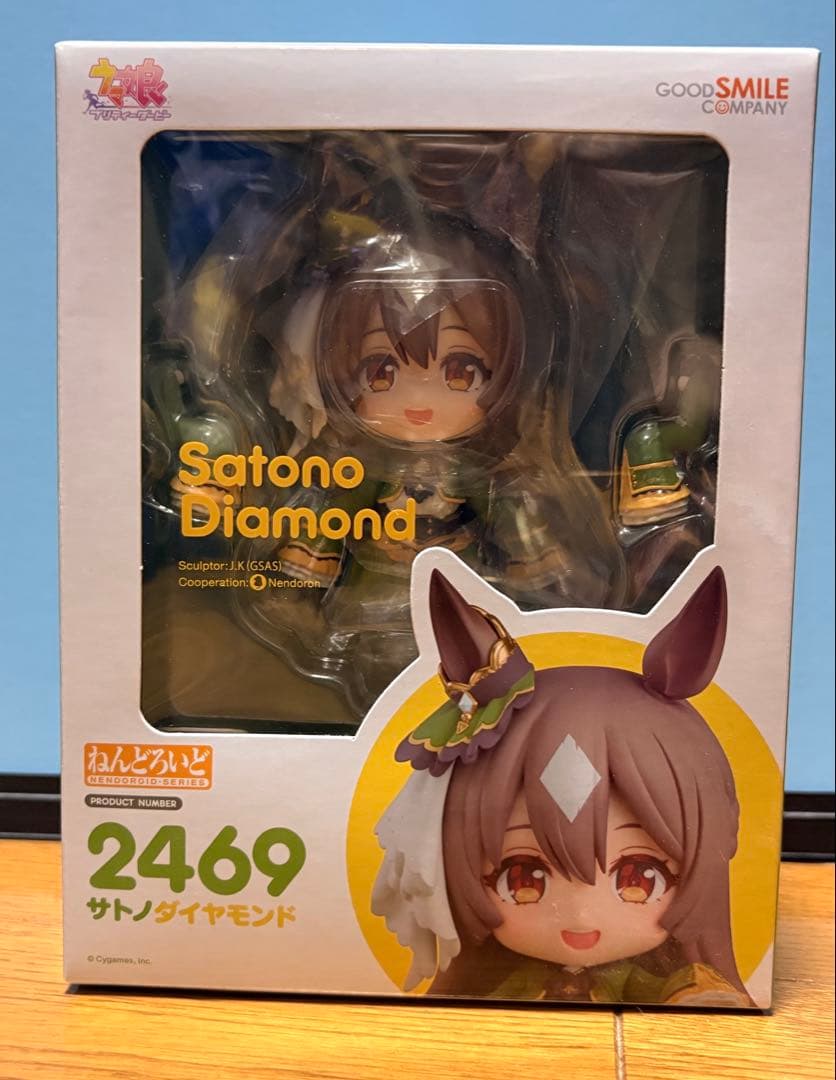 ウマ娘
プリティーダービー
GOOD SMILE
COMPANY
Satono
Diamond
Sculptor: J.K (GSAS)
Cooperation: Nendoron
ねんどろいど
NENDOROID-SERIES
PRODUCT NUMBER
2469
サトノダイヤモンド
© Cygames, Inc.